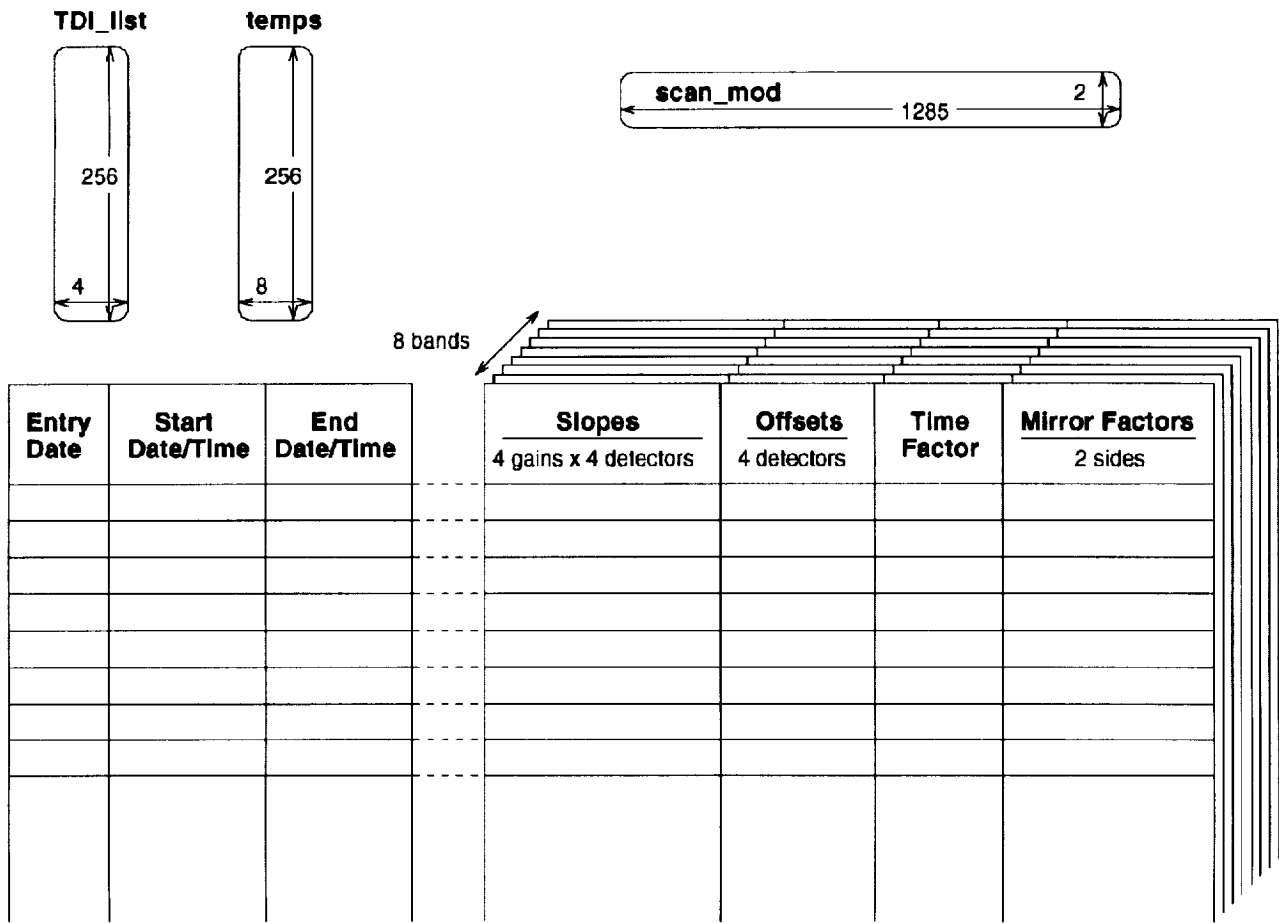 TDI_list
temps
scan_mod
2
1285
256
256
4
8
8 bands
Entry
Date
Start
Date/Time
End
Date/Time
Slopes
4 gains x 4 detectors
Offsets
4 detectors
Time
Factor
Mirror Factors
2 sides